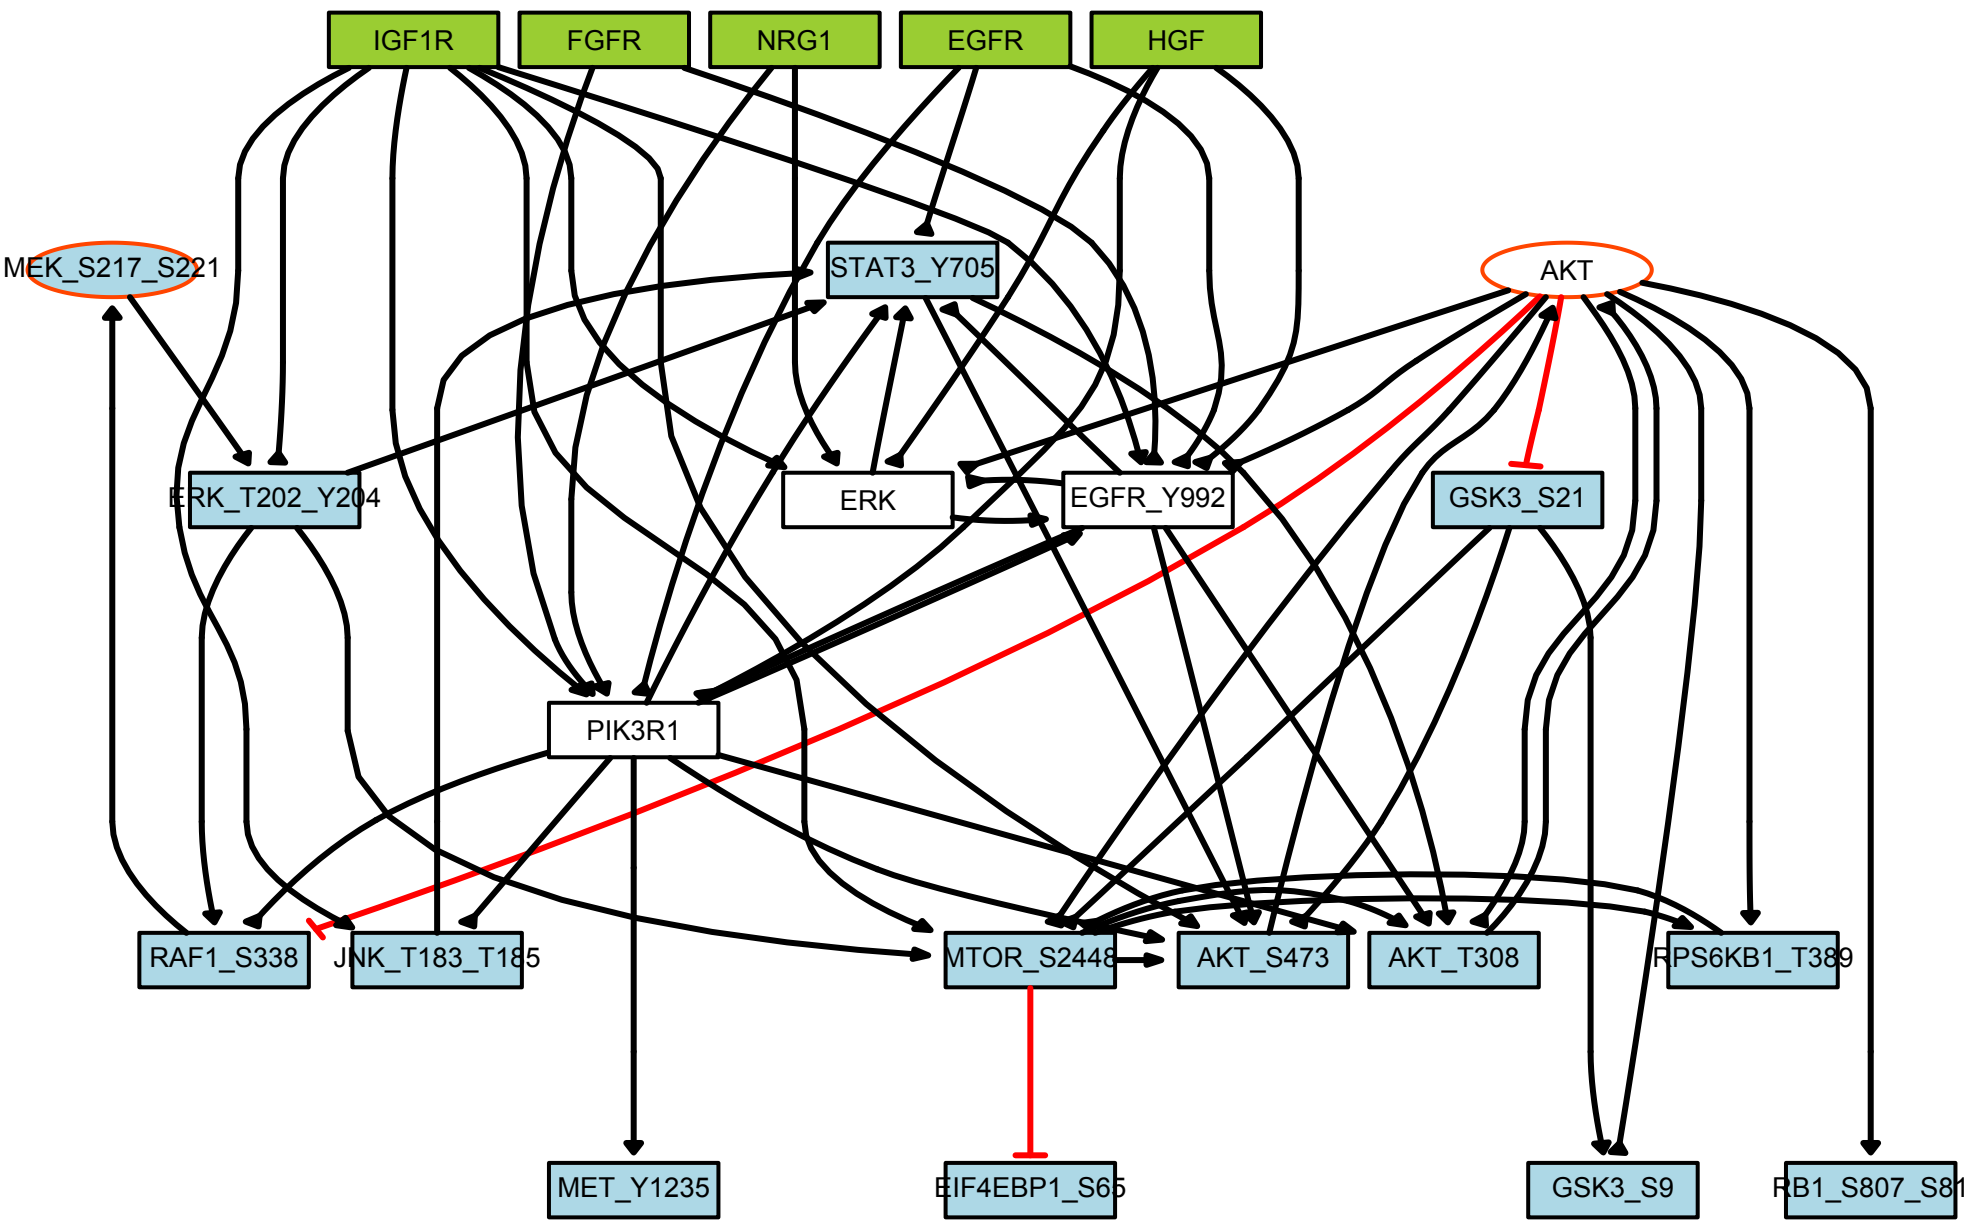 IGF1R
FGFR
NRG1
EGFR
HGF
MEK_S217_S221
STAT3_Y705
AKT
ERK_T202_Y204
ERK
EGFR_Y992
GSK3_S21
PIK3R1
RAF1_S338
JNK_T183_T185
MTOR_S2448
AKT_S473
AKT_T308
RPS6KB1_T389
MET_Y1235
EIF4EBP1_S65
GSK3_S9
RB1_S807_S81